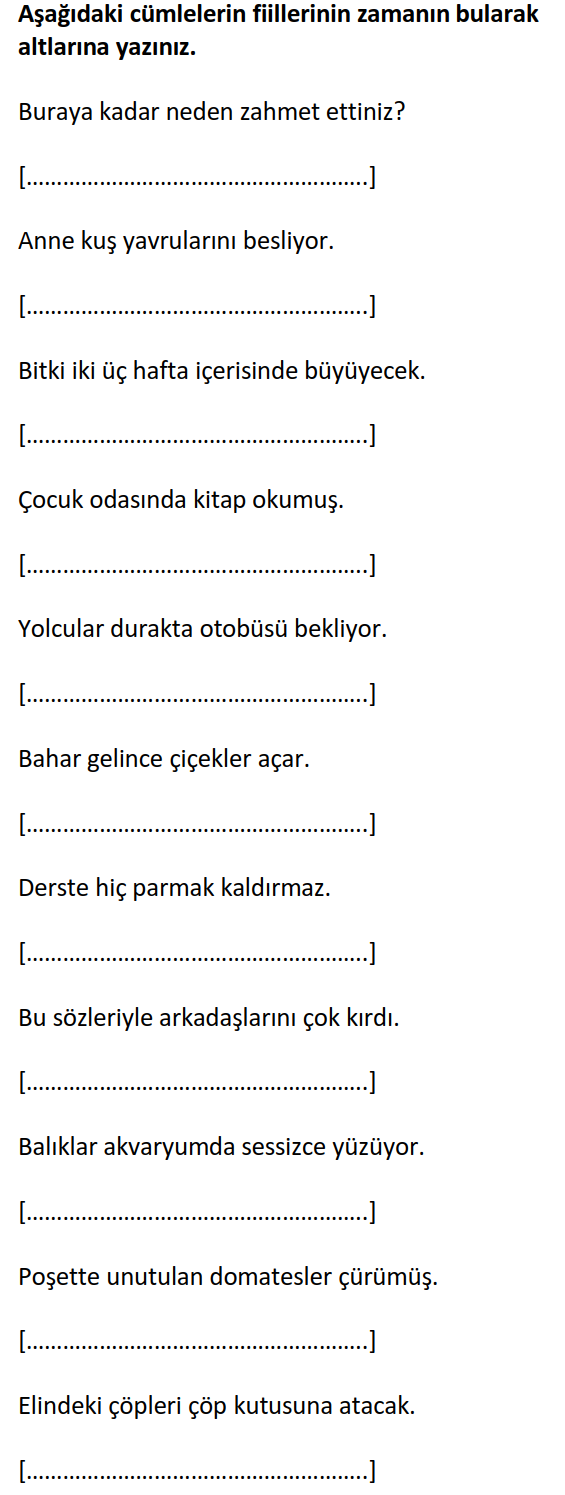 Aşağıdaki cümlelerin fiillerinin zamanın bularak
altlarına yazınız.
Buraya kadar neden zahmet ettiniz?
[........................................................]
Anne kuş yavrularını besliyor.
[........................................................]
Bitki iki üç hafta içerisinde büyüyecek.
[........................................................]
Çocuk odasında kitap okumuş.
[........................................................]
Yolcular durakta otobüsü bekliyor.
[........................................................]
Bahar gelince çiçekler açar.
[........................................................]
Derste hiç parmak kaldırmaz.
[........................................................]
Bu sözleriyle arkadaşlarını çok kırdı.
[........................................................]
Balıklar akvaryumda sessizce yüzüyor.
[........................................................]
Poşette unutulan domatesler çürümüş.
[........................................................]
Elindeki çöpleri çöp kutusuna atacak.
[........................................................]